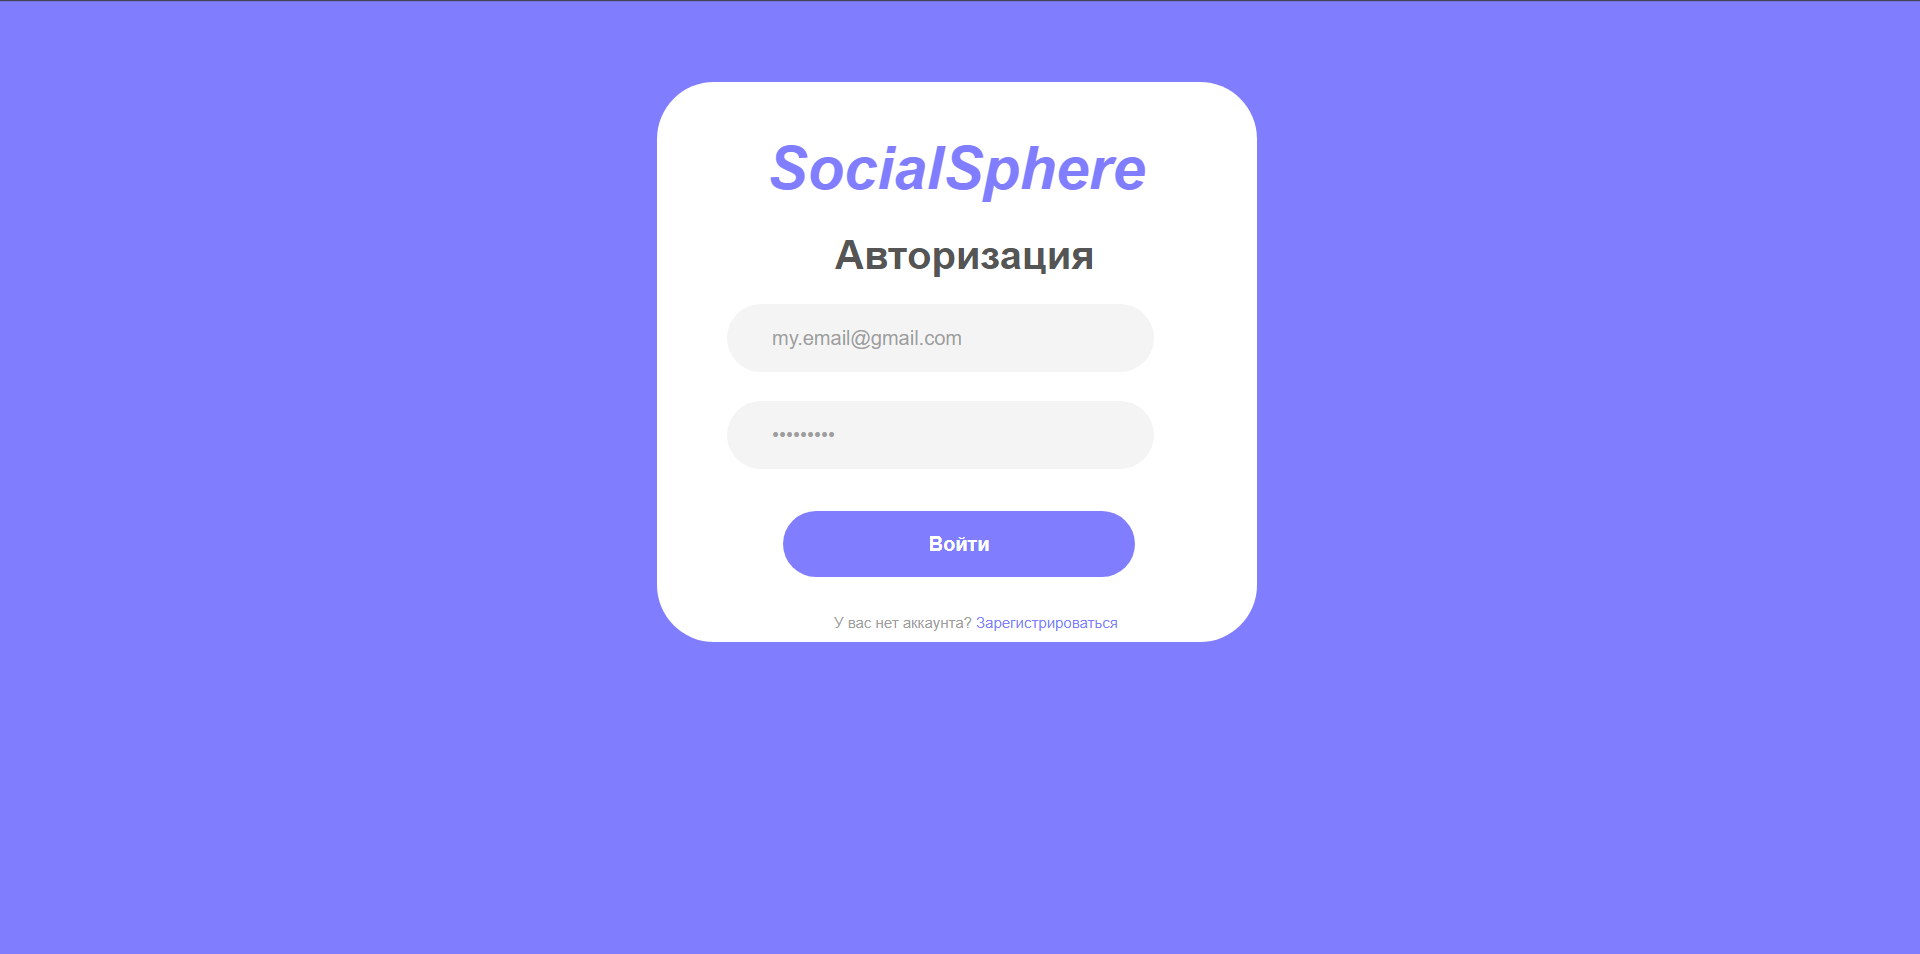 SocialSphere
Авторизация
my.email@gmail.com
•••••••••
Войти
У вас нет аккаунта? Зарегистрироваться